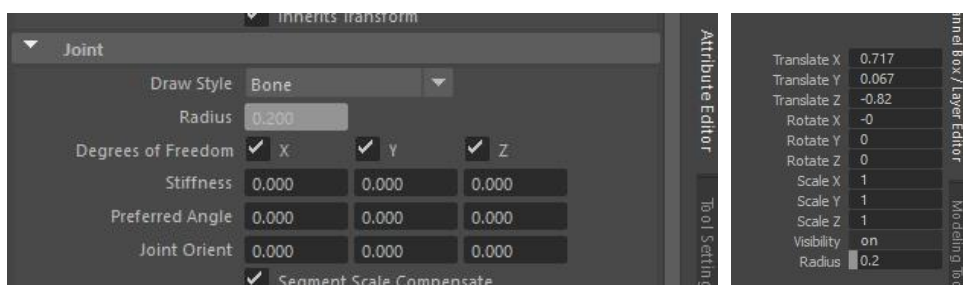 Inherits Transform
Joint
Draw Style Bone
Radius 0.200
Degrees of Freedom X Y Z
Stiffness 0.000 0.000 0.000
Preferred Angle 0.000 0.000 0.000
Joint Orient 0.000 0.000 0.000
Segment Scale Compensate
Attribute Editor
Tool Settin
Translate X 0.717
Translate Y 0.067
Translate Z -0.82
Rotate X -0
Rotate Y 0
Rotate Z 0
Scale X 1
Scale Y 1
Scale Z 1
Visibility on
Radius 0.2
nnel Box / Layer Editor
Modeling Too